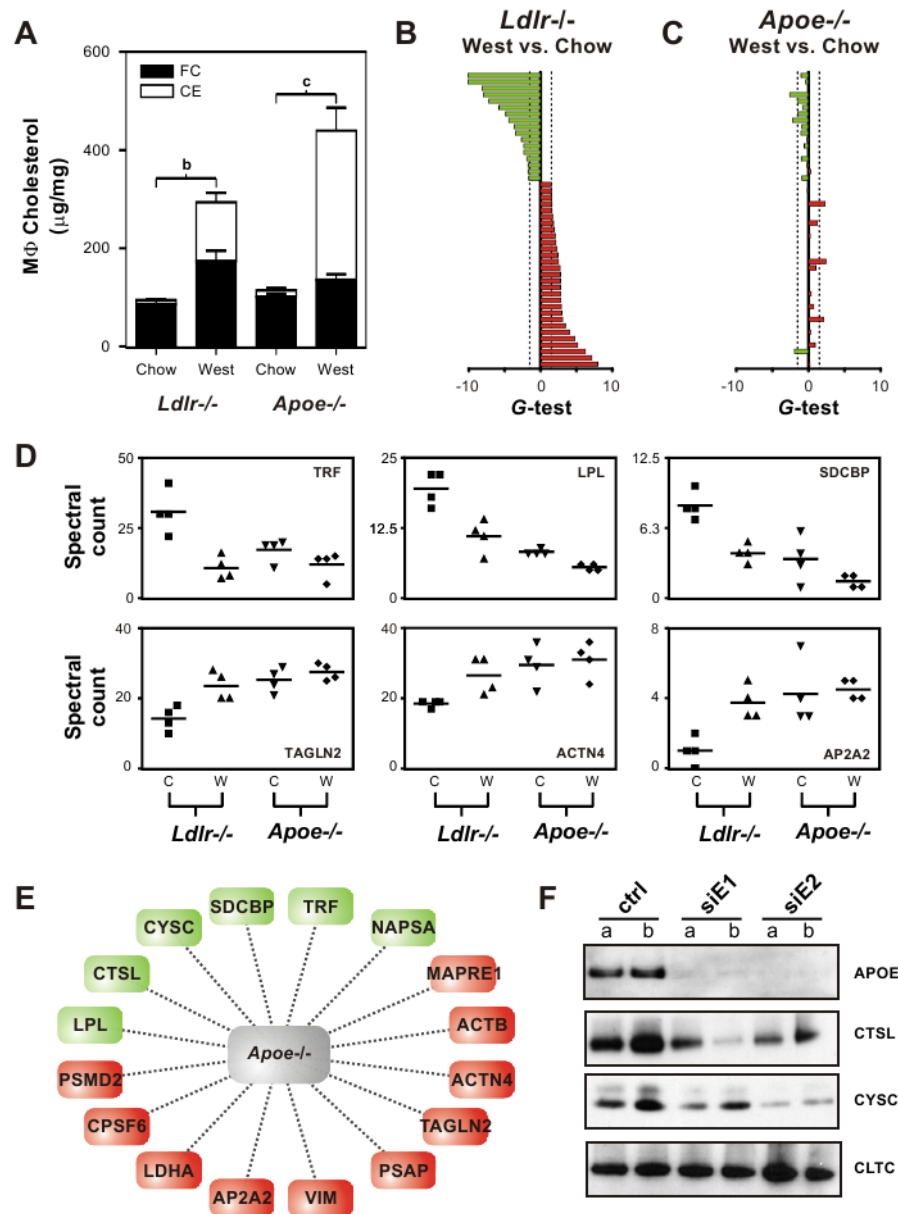 A
600
400
200
0
MΦ Cholesterol
(µg/mg)
FC
CE
b
c
Chow West Chow West
Ldlr-/- Apoe-/-
B
Ldlr-/-
West vs. Chow
-10 0 10
G-test
C
Apoe-/-
West vs. Chow
-10 0 10
G-test
D
Spectral
count
50
25
0
TRF
25
12.5
0
LPL
12.5
6.3
0
SDCBP
Spectral
count
40
20
0
TAGLN2
40
20
0
ACTN4
8
4
0
AP2A2
C W C W
Ldlr-/- Apoe-/-
C W C W
Ldlr-/- Apoe-/-
C W C W
Ldlr-/- Apoe-/-
E
SDCBP
TRF
CYSC
NAPSA
CTSL
MAPRE1
LPL
ACTB
Apoe-/-
PSMD2
ACTN4
CPSF6
TAGLN2
LDHA
PSAP
AP2A2
VIM
F
ctrl siE1 siE2
a b a b a b
APOE
CTSL
CYSC
CLTC